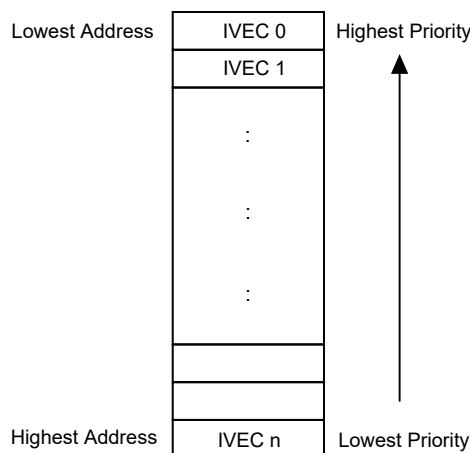 Lowest Address IVEC 0 Highest Priority
IVEC 1
:
:
:
Highest Address IVEC n Lowest Priority